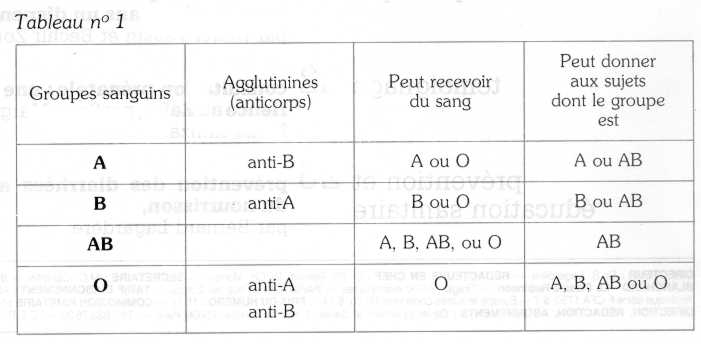 Tableau nº 1
Groupes sanguins
Agglutinines
(anticorps)
Peut recevoir
du sang
Peut donner
aux sujets
dont le groupe
est
A
anti-B
A ou O
A ou AB
B
anti-A
B ou O
B ou AB
AB
A, B, AB, ou O
AB
O
anti-A
anti-B
O
A, B, AB ou O